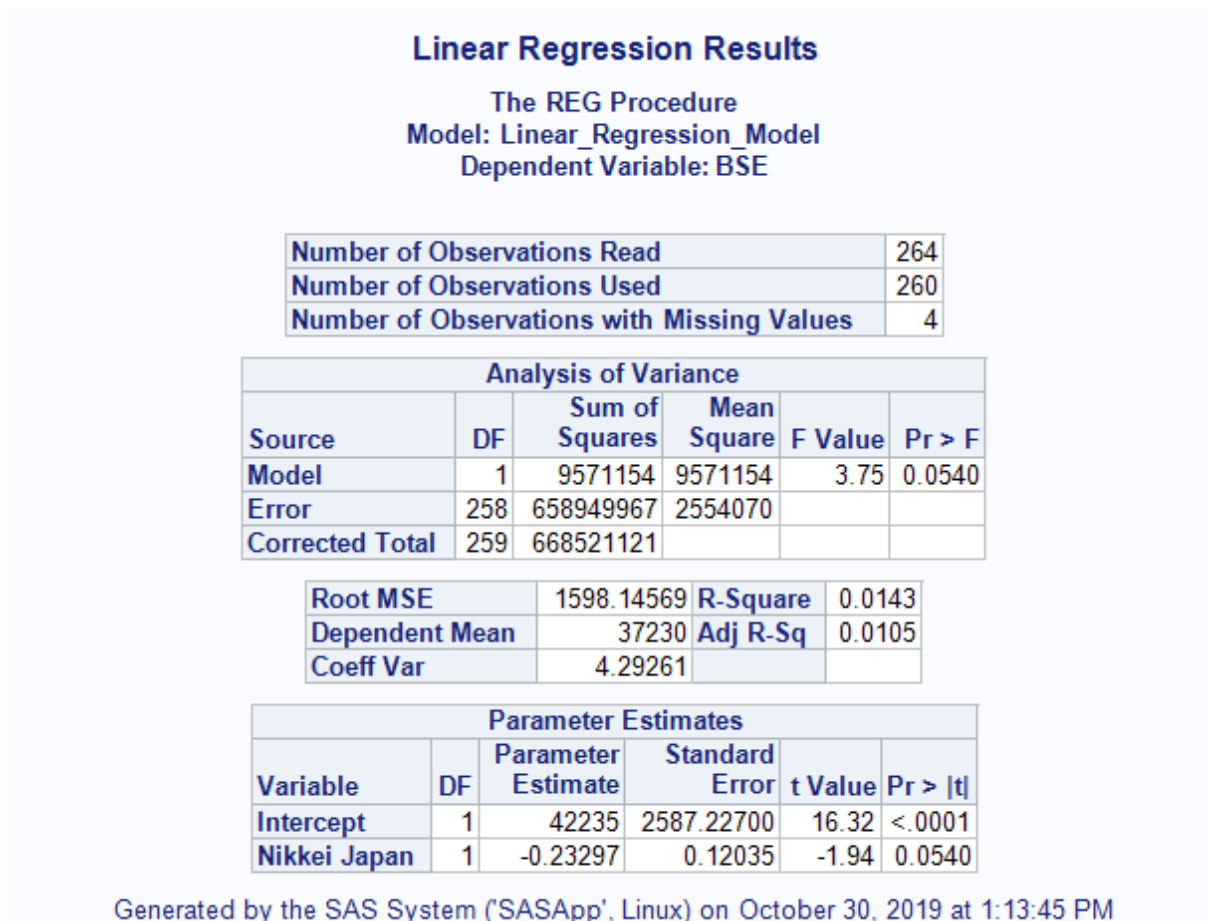 Linear Regression Results
The REG Procedure
Model: Linear_Regression_Model
Dependent Variable: BSE
Number of Observations Read 264
Number of Observations Used 260
Number of Observations with Missing Values 4
Analysis of Variance
Source DF Sum of Squares Mean Square F Value Pr > F
Model 1 9571154 9571154 3.75 0.0540
Error 258 658949967 2554070
Corrected Total 259 668521121
Root MSE 1598.14569 R-Square 0.0143
Dependent Mean 37230 Adj R-Sq 0.0105
Coeff Var 4.29261
Parameter Estimates
Variable DF Parameter Estimate Standard Error t Value Pr > |t|
Intercept 1 42235 2587.22700 16.32 <.0001
Nikkei Japan 1 -0.23297 0.12035 -1.94 0.0540
Generated by the SAS System ('SASApp', Linux) on October 30, 2019 at 1:13:45 PM